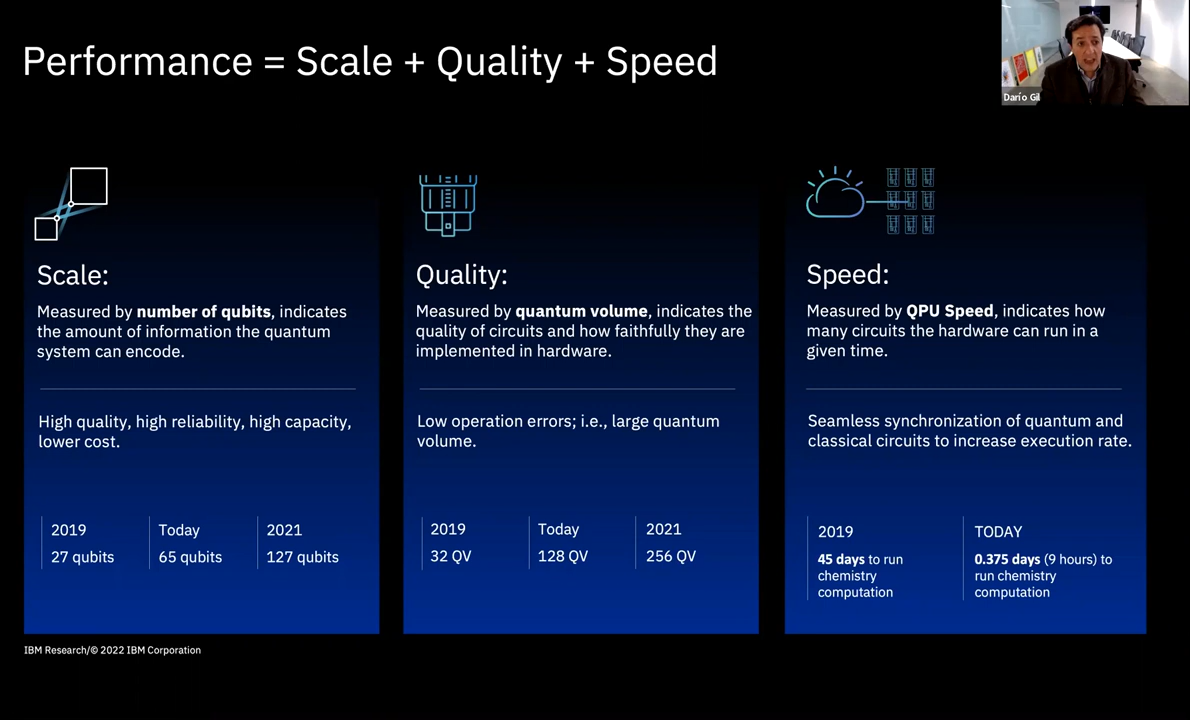 Performance = Scale + Quality + Speed
Darío Gil
Scale:
Measured by number of qubits, indicates
the amount of information the quantum
system can encode.
High quality, high reliability, high capacity,
lower cost.
2019
27 qubits
Today
65 qubits
2021
127 qubits
Quality:
Measured by quantum volume, indicates the
quality of circuits and how faithfully they are
implemented in hardware.
Low operation errors; i.e., large quantum
volume.
2019
32 QV
Today
128 QV
2021
256 QV
Speed:
Measured by QPU Speed, indicates how
many circuits the hardware can run in a
given time.
Seamless synchronization of quantum and
classical circuits to increase execution rate.
2019
45 days to run
chemistry
computation
TODAY
0.375 days (9 hours) to
run chemistry
computation
IBM Research/© 2022 IBM Corporation